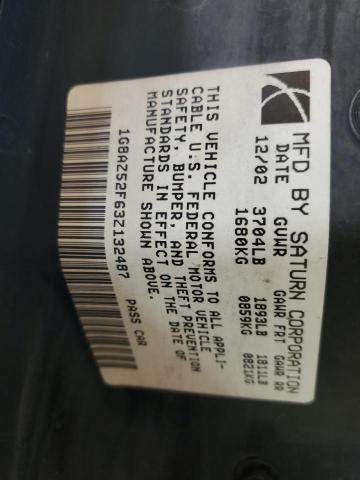 MFD BY SATURN CORPORATION
DATE GVWR GAWR FRT GAWR RR
12/02 3704LB 1893LB 1811LB
1680KG 0859KG 0821KG
THIS VEHICLE CONFORMS TO ALL APPLI-
CABLE U.S. FEDERAL MOTOR VEHICLE
SAFETY, BUMPER, AND THEFT PREVENTION
STANDARDS IN EFFECT ON THE DATE OF
MANUFACTURE SHOWN ABOVE.
1G8AZ52F63Z132487 PASS CAR